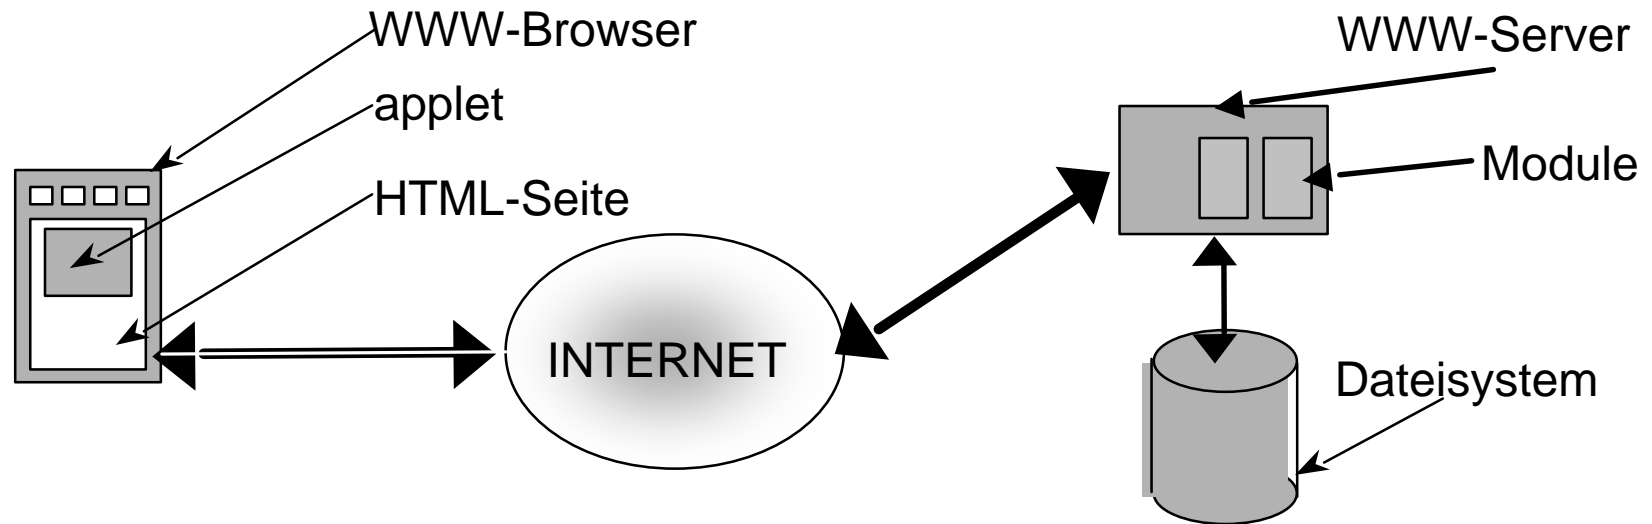 WWW-Browser
applet
HTML-Seite
INTERNET
WWW-Server
Module
Dateisystem